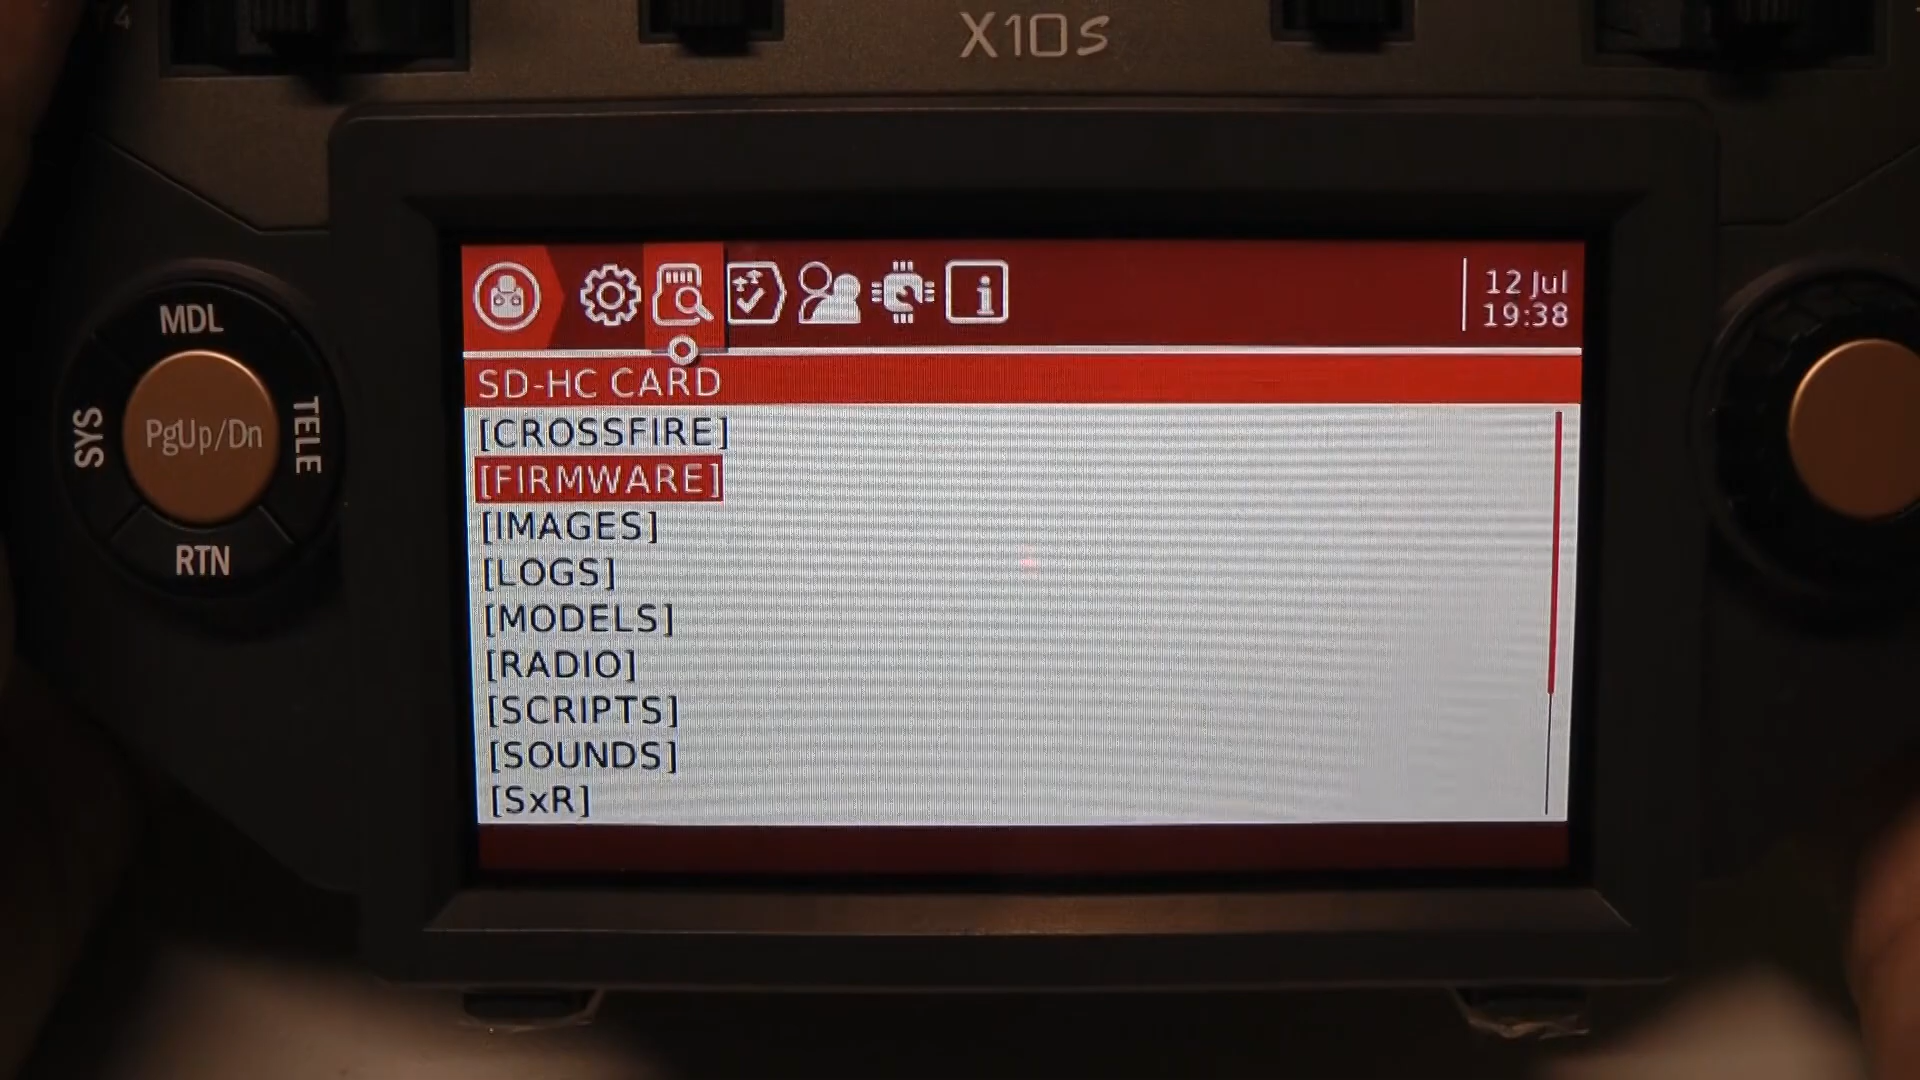 X10s
MDL
SYS
PgUp/Dn
TELE
RTN
12 Jul
19:38
SD-HC CARD
[CROSSFIRE]
[FIRMWARE]
[IMAGES]
[LOGS]
[MODELS]
[RADIO]
[SCRIPTS]
[SOUNDS]
[SxR]